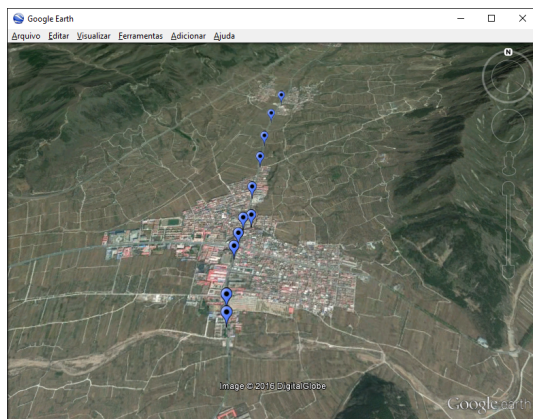 Google Earth
Arquivo Editar Visualizar Ferramentas Adicionar Ajuda
N
Image © 2016 DigitalGlobe
Google earth